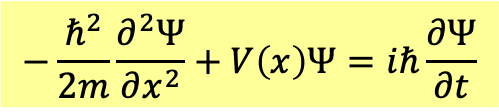 −ℏ²/2m ∂²Ψ/∂x² + V(x)Ψ = iℏ ∂Ψ/∂t